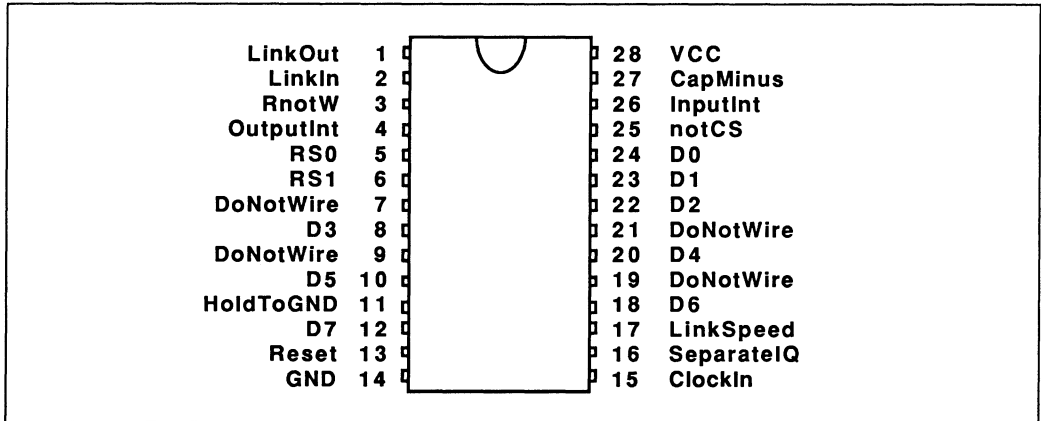 LinkOut 1 28 VCC
LinkIn 2 27 CapMinus
RnotW 3 26 InputInt
OutputInt 4 25 notCS
RS0 5 24 D0
RS1 6 23 D1
DoNotWire 7 22 D2
D3 8 21 DoNotWire
DoNotWire 9 20 D4
D5 10 19 DoNotWire
HoldToGND 11 18 D6
D7 12 17 LinkSpeed
Reset 13 16 SeparateIQ
GND 14 15 ClockIn